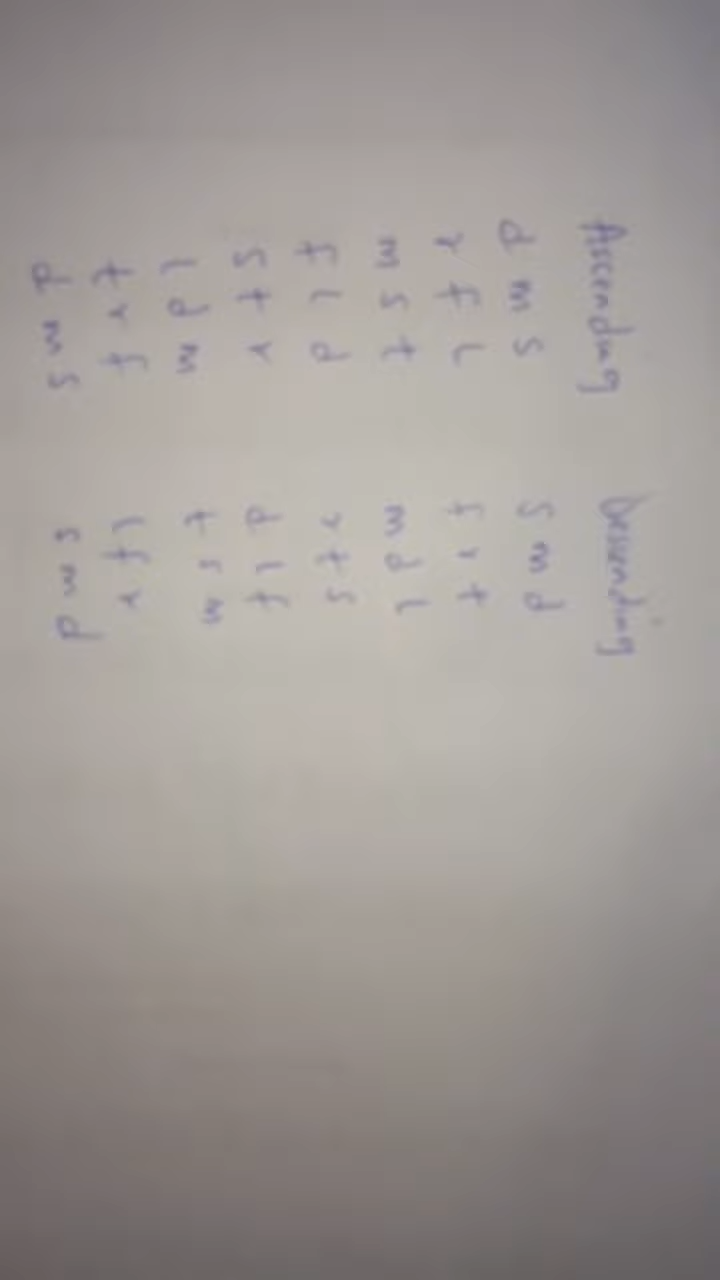 Ascending Descending
d m s s m d
r f l f r t
m s t m d l
f l d r t s
s t r d l f
l d m t s m
t r f l f r
d m s s m d